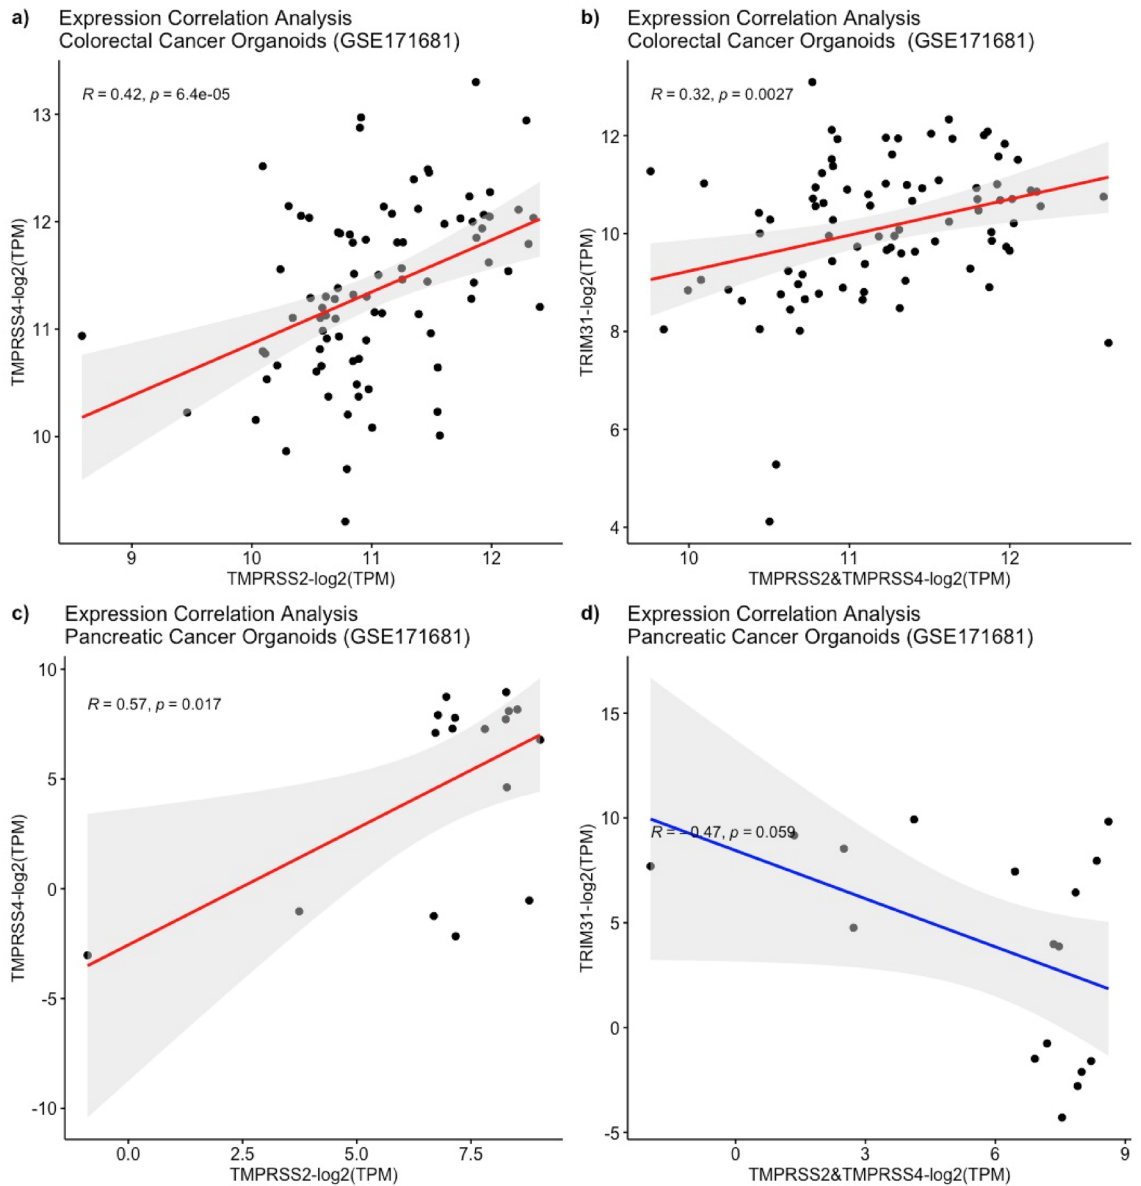 a) Expression Correlation Analysis
Colorectal Cancer Organoids (GSE171681)
R = 0.42, p = 6.4e-05
13
12
11
10
TMPRSS4-log2(TPM)
9 10 11 12
TMPRSS2-log2(TPM)
b) Expression Correlation Analysis
Colorectal Cancer Organoids (GSE171681)
R = 0.32, p = 0.0027
12
10
8
6
4
TRIM31-log2(TPM)
10 11 12
TMPRSS2&TMPRSS4-log2(TPM)
c) Expression Correlation Analysis
Pancreatic Cancer Organoids (GSE171681)
R = 0.57, p = 0.017
10
5
0
-5
-10
TMPRSS4-log2(TPM)
0.0 2.5 5.0 7.5
TMPRSS2-log2(TPM)
d) Expression Correlation Analysis
Pancreatic Cancer Organoids (GSE171681)
R = −0.47, p = 0.059
15
10
5
0
-5
TRIM31-log2(TPM)
0 3 6 9
TMPRSS2&TMPRSS4-log2(TPM)